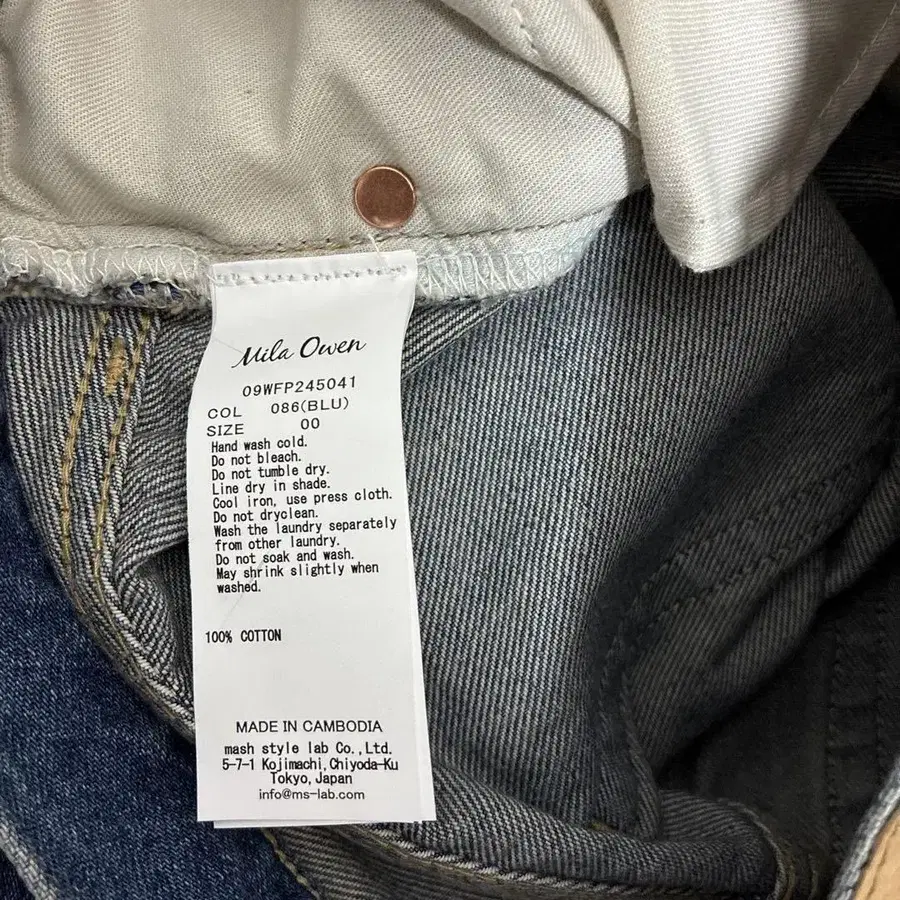 Mila Owen
09WFP245041
COL 086(BLU)
SIZE 00
Hand wash cold.
Do not bleach.
Do not tumble dry.
Line dry in shade.
Cool iron, use press cloth.
Do not dryclean.
Wash the laundry separately
from other laundry.
Do not soak and wash.
May shrink slightly when
washed.
100% COTTON
MADE IN CAMBODIA
mash style lab Co.,Ltd.
5-7-1 Kojimachi,Chiyoda-Ku
Tokyo,Japan
info@ms-lab.com